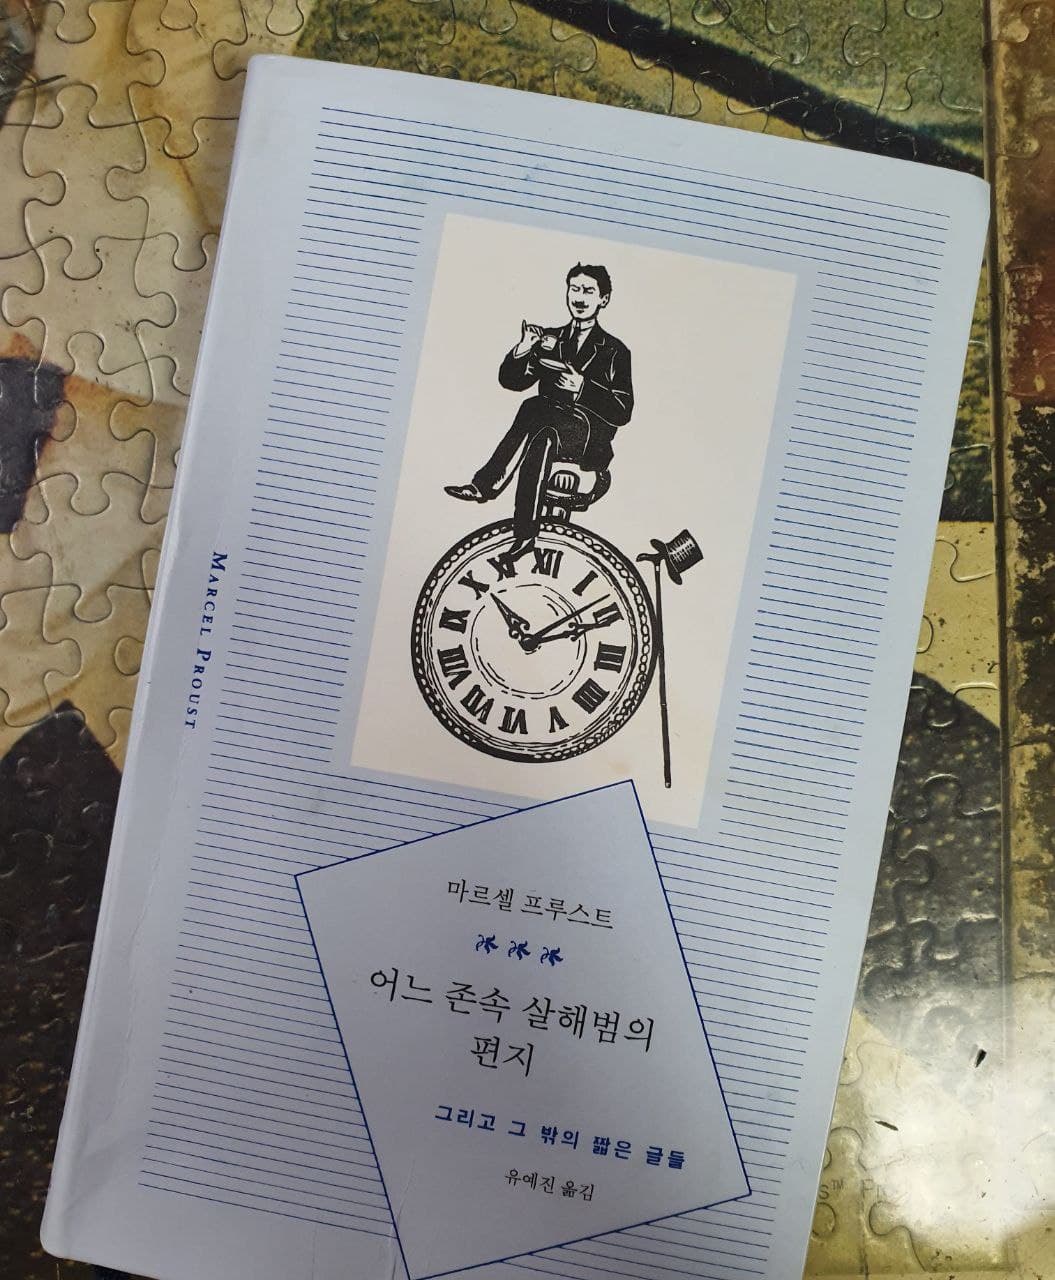 MARCEL PROUST
마르셀 프루스트
어느 존속 살해범의
편지
그리고 그 밖의 짧은 글들
유예진 옮김